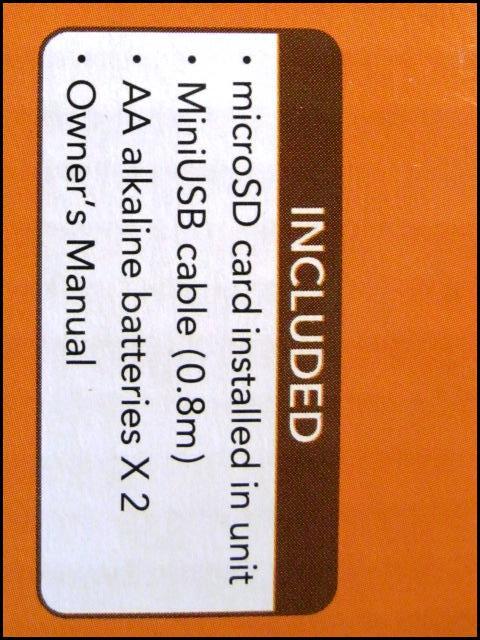 INCLUDED
• microSD card installed in unit
• MiniUSB cable (0.8m)
• AA alkaline batteries X 2
• Owner's Manual